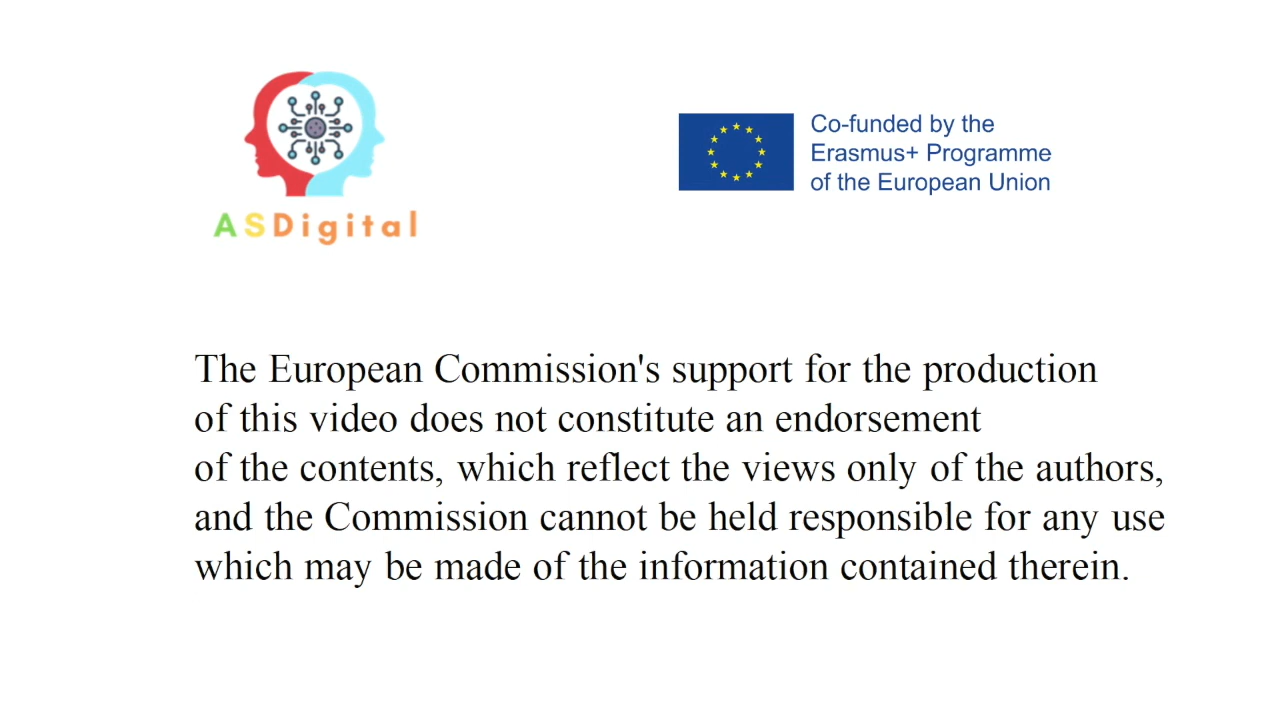 ASDigital
Co-funded by the
Erasmus+ Programme
of the European Union
The European Commission's support for the production
of this video does not constitute an endorsement
of the contents, which reflect the views only of the authors,
and the Commission cannot be held responsible for any use
which may be made of the information contained therein.